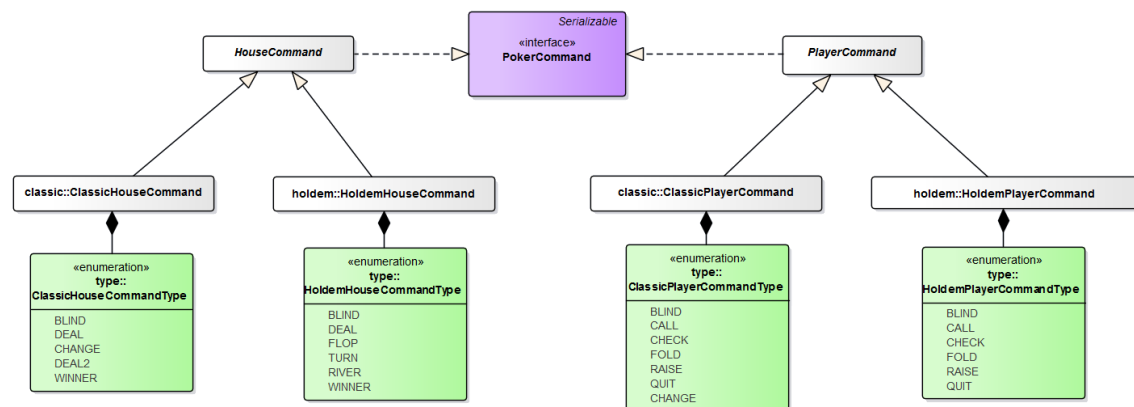 Serializable
«interface»
PokerCommand
HouseCommand
PlayerCommand
classic::ClassicHouseCommand
holdem::HoldemHouseCommand
classic::ClassicPlayerCommand
holdem::HoldemPlayerCommand
«enumeration»
type::
ClassicHouseCommandType
BLIND
DEAL
CHANGE
DEAL2
WINNER
«enumeration»
type::
HoldemHouseCommandType
BLIND
DEAL
FLOP
TURN
RIVER
WINNER
«enumeration»
type::
ClassicPlayerCommandType
BLIND
CALL
CHECK
FOLD
RAISE
QUIT
CHANGE
«enumeration»
type::
HoldemPlayerCommandType
BLIND
CALL
CHECK
FOLD
RAISE
QUIT